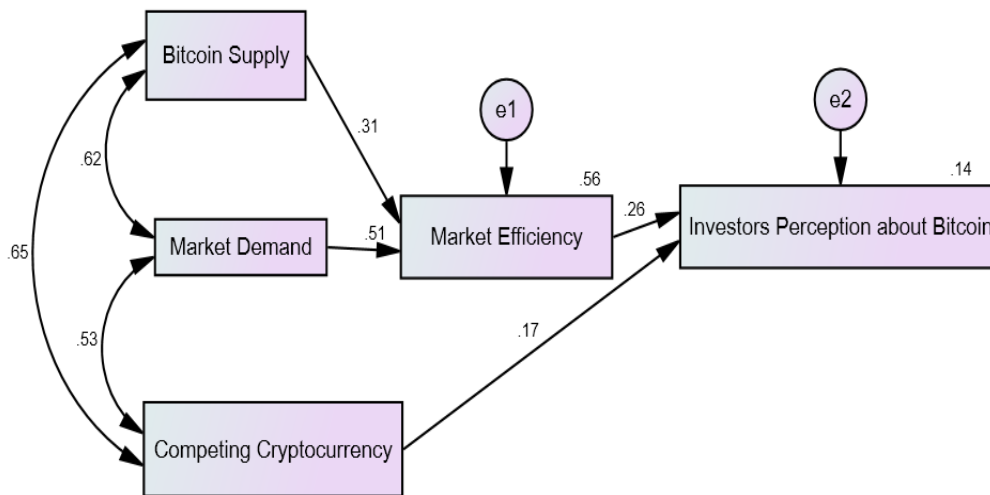 Bitcoin Supply
e1
e2
.31
.62
.56
.14
.26
Market Demand
.51
Market Efficiency
Investors Perception about Bitcoin
.65
.53
.17
Competing Cryptocurrency